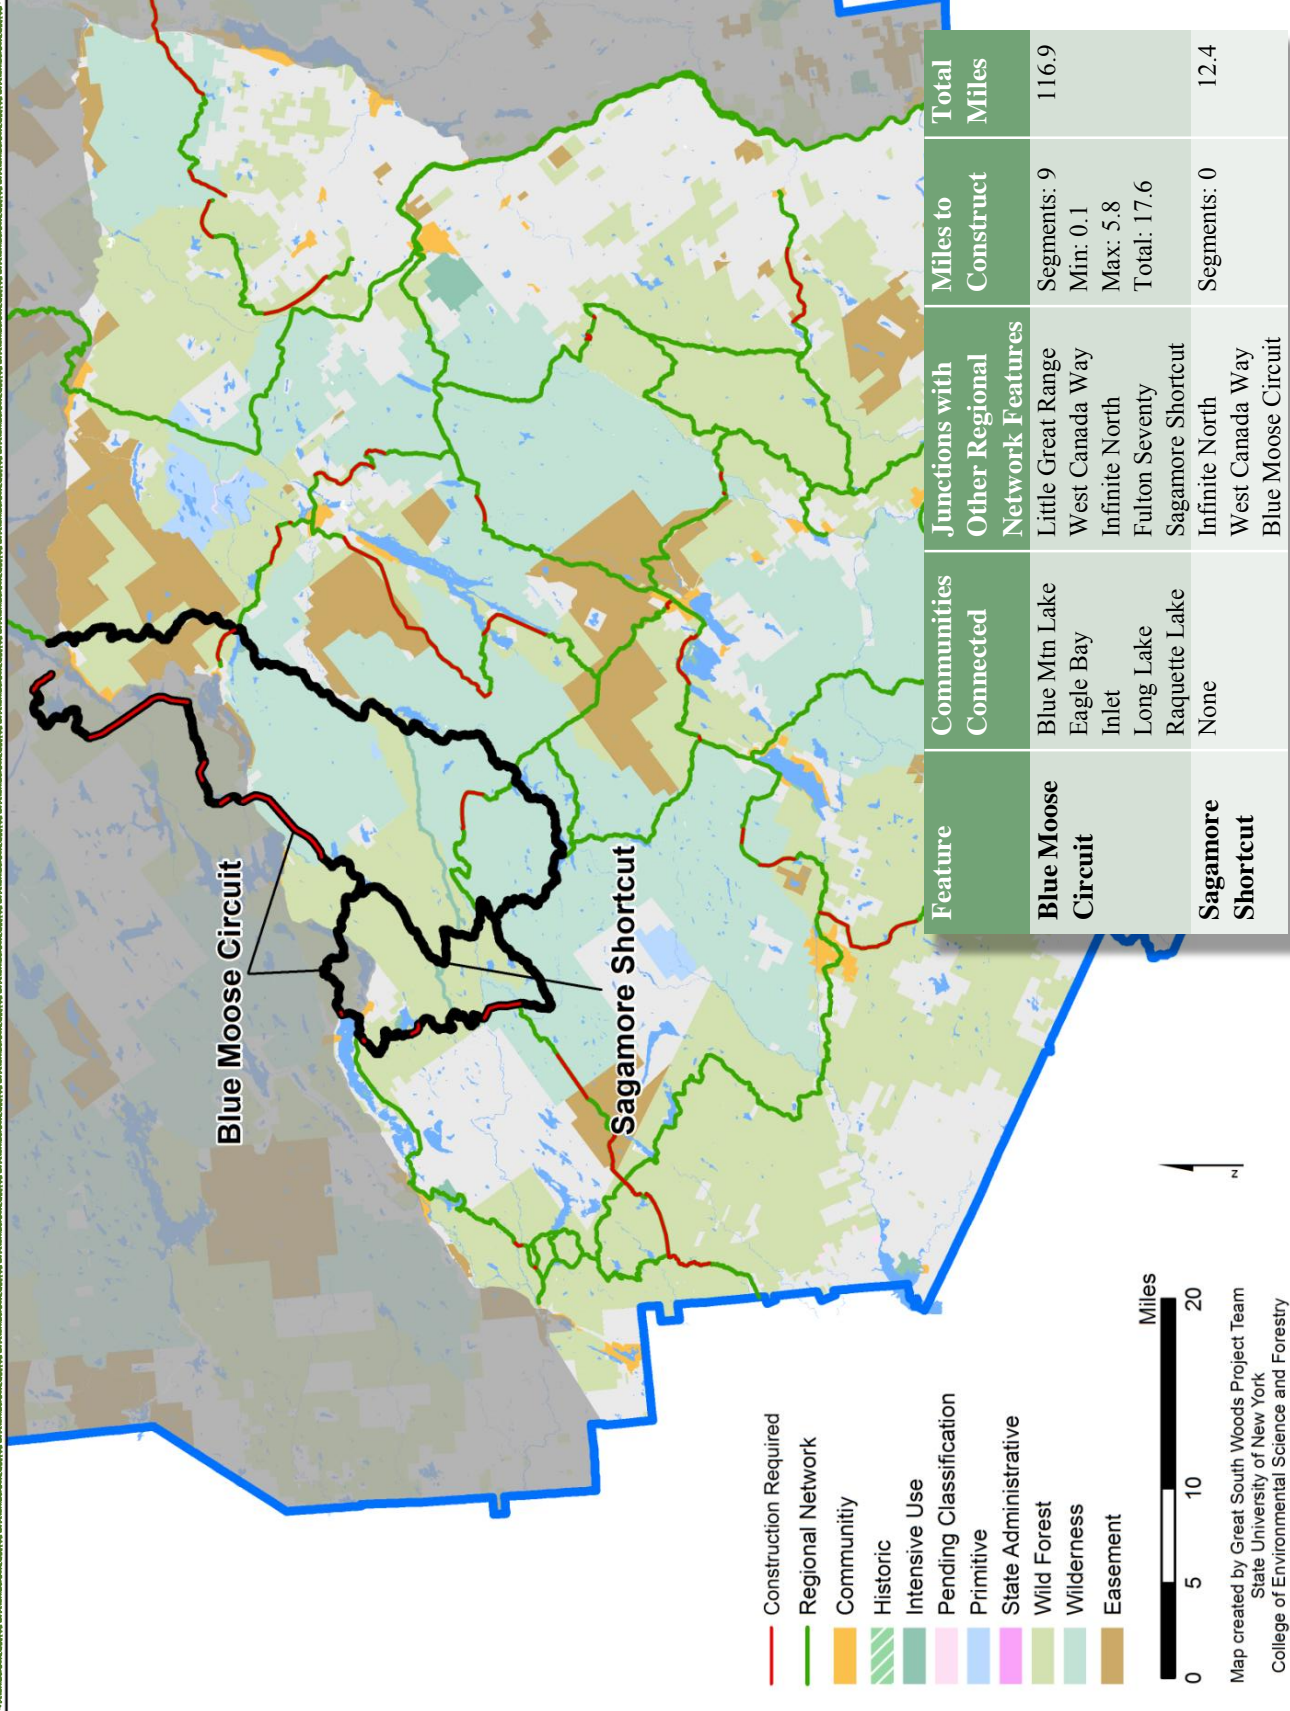 Blue Moose Circuit
Sagamore Shortcut
Construction Required
Regional Network
Communitiy
Historic
Intensive Use
Pending Classification
Primitive
State Administrative
Wild Forest
Wilderness
Easement
Miles
0 5 10 20
Map created by Great South Woods Project Team
State University of New York
College of Environmental Science and Forestry
N
Feature
Communities
Connected
Junctions with
Other Regional
Network Features
Miles to
Construct
Total
Miles
Blue Moose
Circuit
Blue Mtn Lake
Eagle Bay
Inlet
Long Lake
Raquette Lake
Little Great Range
West Canada Way
Infinite North
Fulton Seventy
Sagamore Shortcut
Segments: 9
Min: 0.1
Max: 5.8
Total: 17.6
116.9
Sagamore
Shortcut
None
Infinite North
West Canada Way
Blue Moose Circuit
Segments: 0
12.4